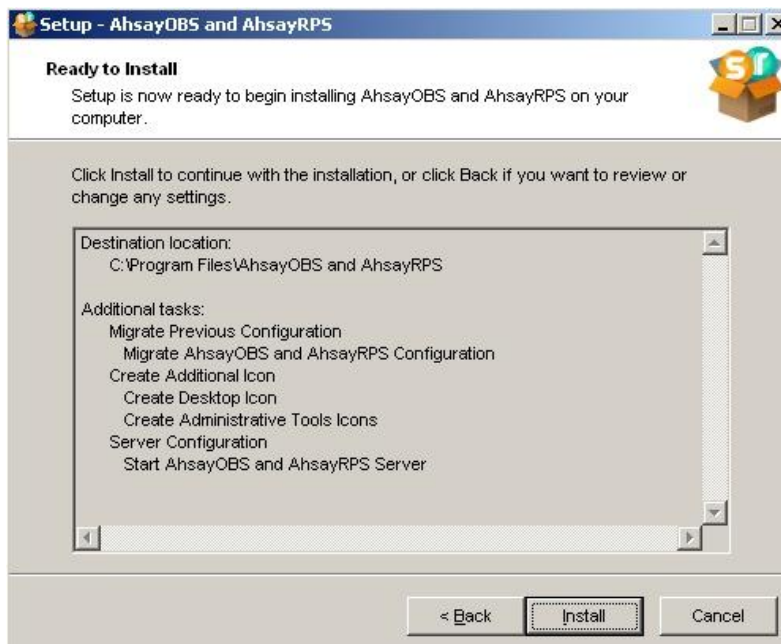 Setup - AhsayOBS and AhsayRPS
Ready to Install
Setup is now ready to begin installing AhsayOBS and AhsayRPS on your
computer.
Click Install to continue with the installation, or click Back if you want to review or
change any settings.
Destination location:
C:\Program Files\AhsayOBS and AhsayRPS
Additional tasks:
Migrate Previous Configuration
Migrate AhsayOBS and AhsayRPS Configuration
Create Additional Icon
Create Desktop Icon
Create Administrative Tools Icons
Server Configuration
Start AhsayOBS and AhsayRPS Server
< Back Install Cancel